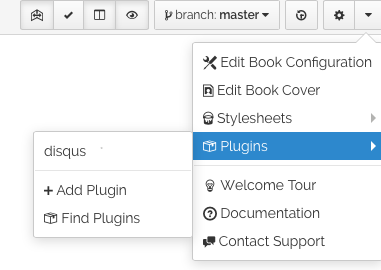 branch: master
Edit Book Configuration
Edit Book Cover
Stylesheets
Plugins
disqus
Add Plugin
Find Plugins
Welcome Tour
Documentation
Contact Support